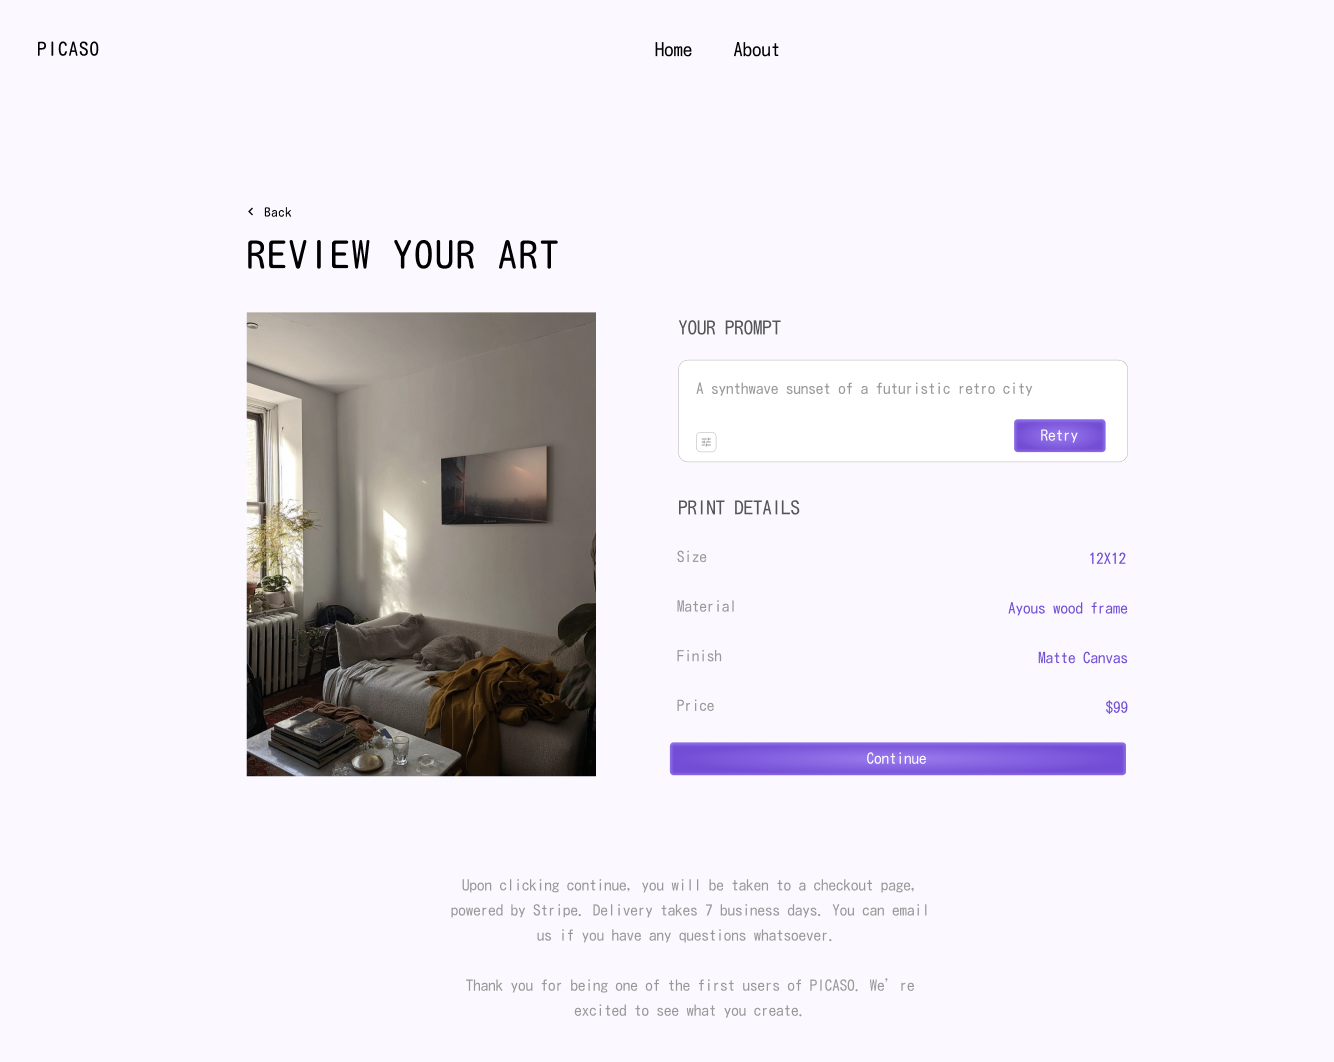 PICASO
Home
About
Back
REVIEW YOUR ART
YOUR PROMPT
A synthwave sunset of a futuristic retro city
Retry
PRINT DETAILS
Size
12X12
Material
Ayous wood frame
Finish
Matte Canvas
Price
$99
Continue
Upon clicking continue, you will be taken to a checkout page,
powered by Stripe. Delivery takes 7 business days. You can email
us if you have any questions whatsoever.
Thank you for being one of the first users of PICASO. We’re
excited to see what you create.